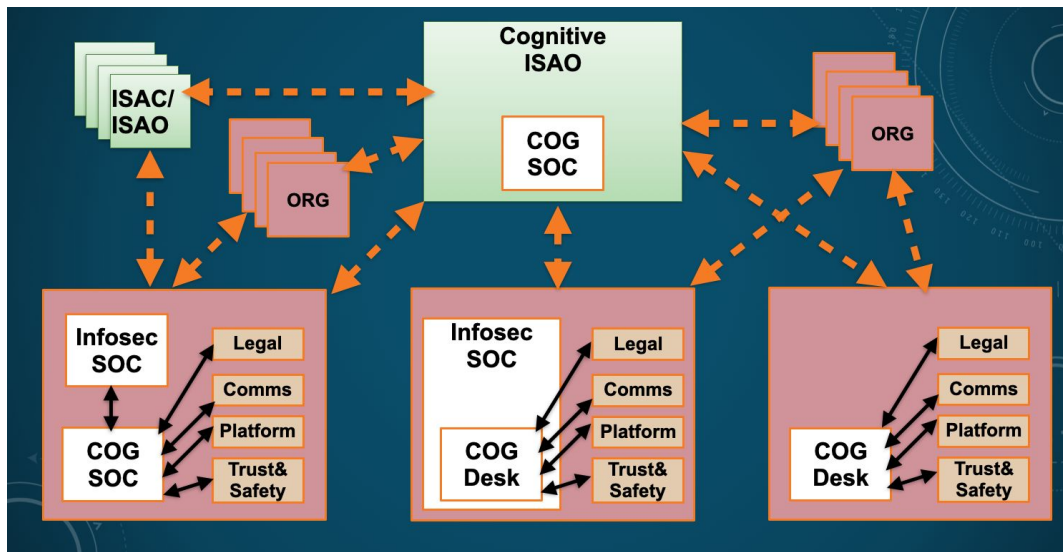 Cognitive
ISAO
COG
SOC
ISAC/
ISAO
ORG
ORG
Infosec
SOC
COG
SOC
Legal
Comms
Platform
Trust&
Safety
Infosec
SOC
COG
Desk
Legal
Comms
Platform
Trust&
Safety
COG
Desk
Legal
Comms
Platform
Trust&
Safety